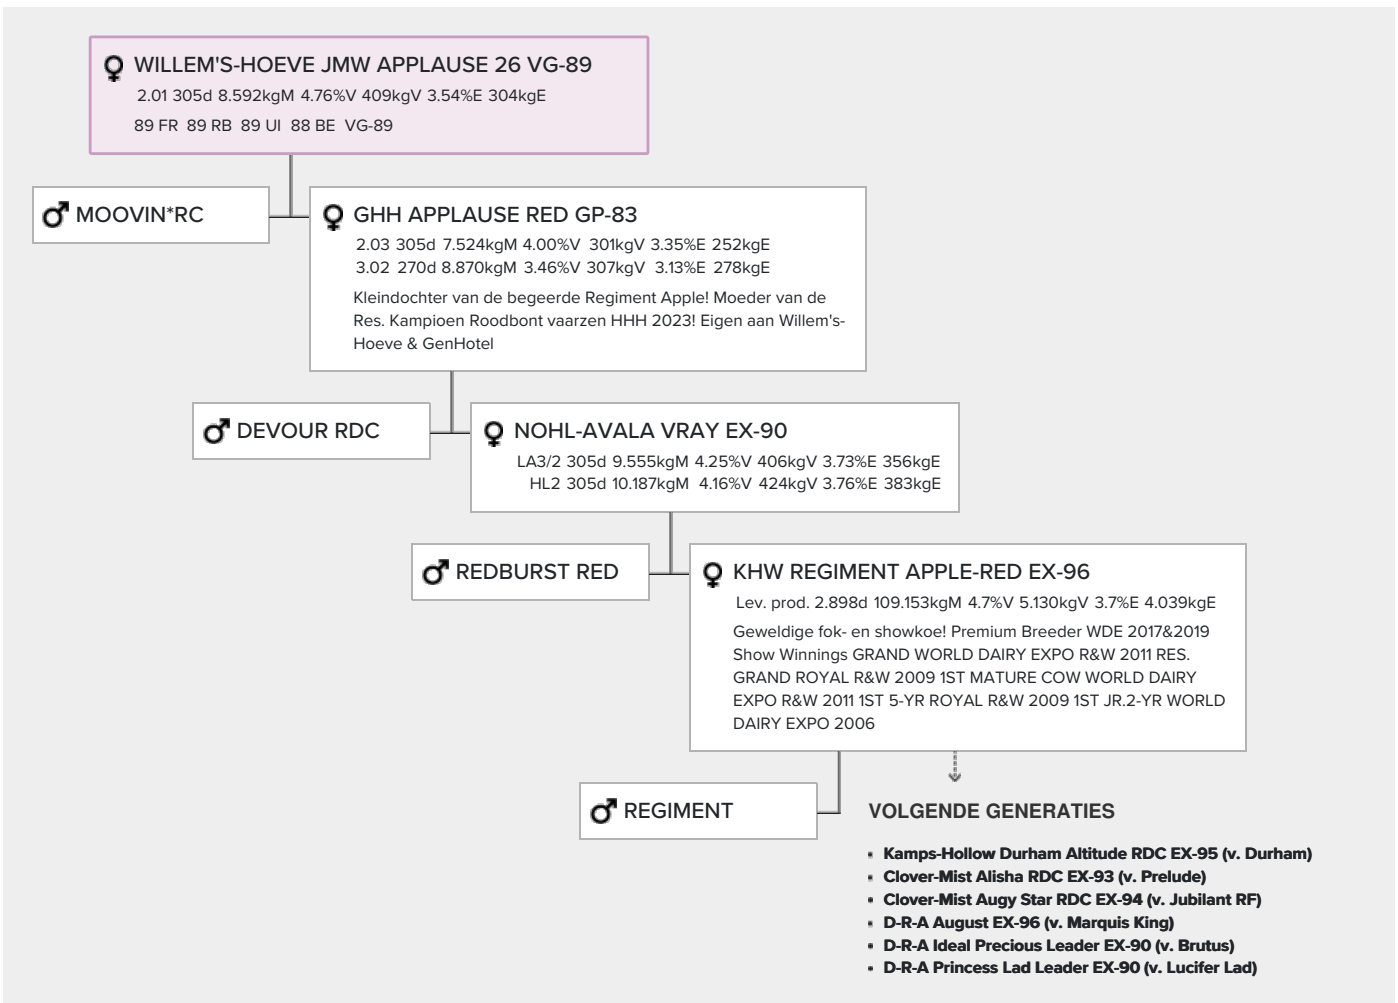 WILLEM'S-HOEVE JMW APPLAUSE 26 VG-89
2.01 305d 8.592kgM 4.76%V 409kgV 3.54%E 304kgE
89 FR 89 RB 89 UI 88 BE VG-89
MOOVIN*RC
GHH APPLAUSE RED GP-83
2.03 305d 7.524kgM 4.00%V 301kgV 3.35%E 252kgE
3.02 270d 8.870kgM 3.46%V 307kgV 3.13%E 278kgE
Kleindochter van de begeerde Regiment Apple! Moeder van de
Res. Kampioen Roodbont vaarzen HHH 2023! Eigen aan Willem's-
Hoeve & GenHotel
DEVOUR RDC
NOHL-AVALA VRAY EX-90
LA3/2 305d 9.555kgM 4.25%V 406kgV 3.73%E 356kgE
HL2 305d 10.187kgM 4.16%V 424kgV 3.76%E 383kgE
REDBURST RED
KHW REGIMENT APPLE-RED EX-96
Lev. prod. 2.898d 109.153kgM 4.7%V 5.130kgV 3.7%E 4.039kgE
Geweldige fok- en showkoe! Premium Breeder WDE 2017&2019
Show Winnings GRAND WORLD DAIRY EXPO R&W 2011 RES.
GRAND ROYAL R&W 2009 1ST MATURE COW WORLD DAIRY
EXPO R&W 2011 1ST 5-YR ROYAL R&W 2009 1ST JR.2-YR WORLD
DAIRY EXPO 2006
REGIMENT
VOLGENDE GENERATIES
Kamps-Hollow Durham Altitude RDC EX-95 (v. Durham)
Clover-Mist Alisha RDC EX-93 (v. Prelude)
Clover-Mist Augy Star RDC EX-94 (v. Jubilant RF)
D-R-A August EX-96 (v. Marquis King)
D-R-A Ideal Precious Leader EX-90 (v. Brutus)
D-R-A Princess Lad Leader EX-90 (v. Lucifer Lad)